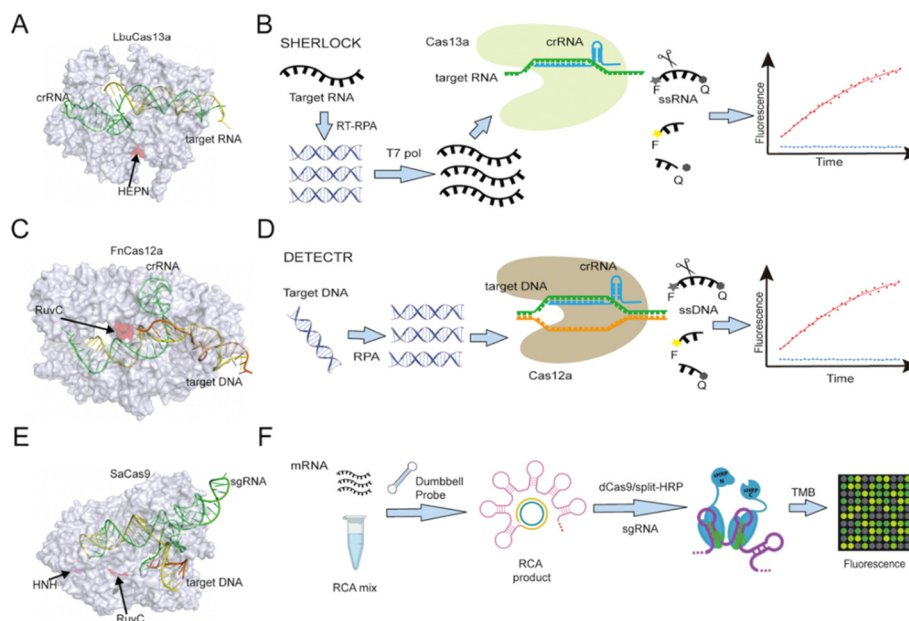 A
LbuCas13a
crRNA
target RNA
HEPN
B
SHERLOCK
Target RNA
RT-RPA
T7 pol
Cas13a
crRNA
target RNA
F
Q
ssRNA
F
Q
Fluorescence
Time
C
FnCas12a
crRNA
RuvC
target DNA
D
DETECTR
Target DNA
RPA
target DNA
crRNA
Cas12a
F
Q
ssDNA
F
Q
Fluorescence
Time
E
SaCas9
sgRNA
target DNA
HNH
RuvC
F
mRNA
Dumbbell
Probe
RCA mix
RCA
product
dCas9/split-HRP
sgRNA
sHRP
N
sHRP
C
TMB
Fluorescence